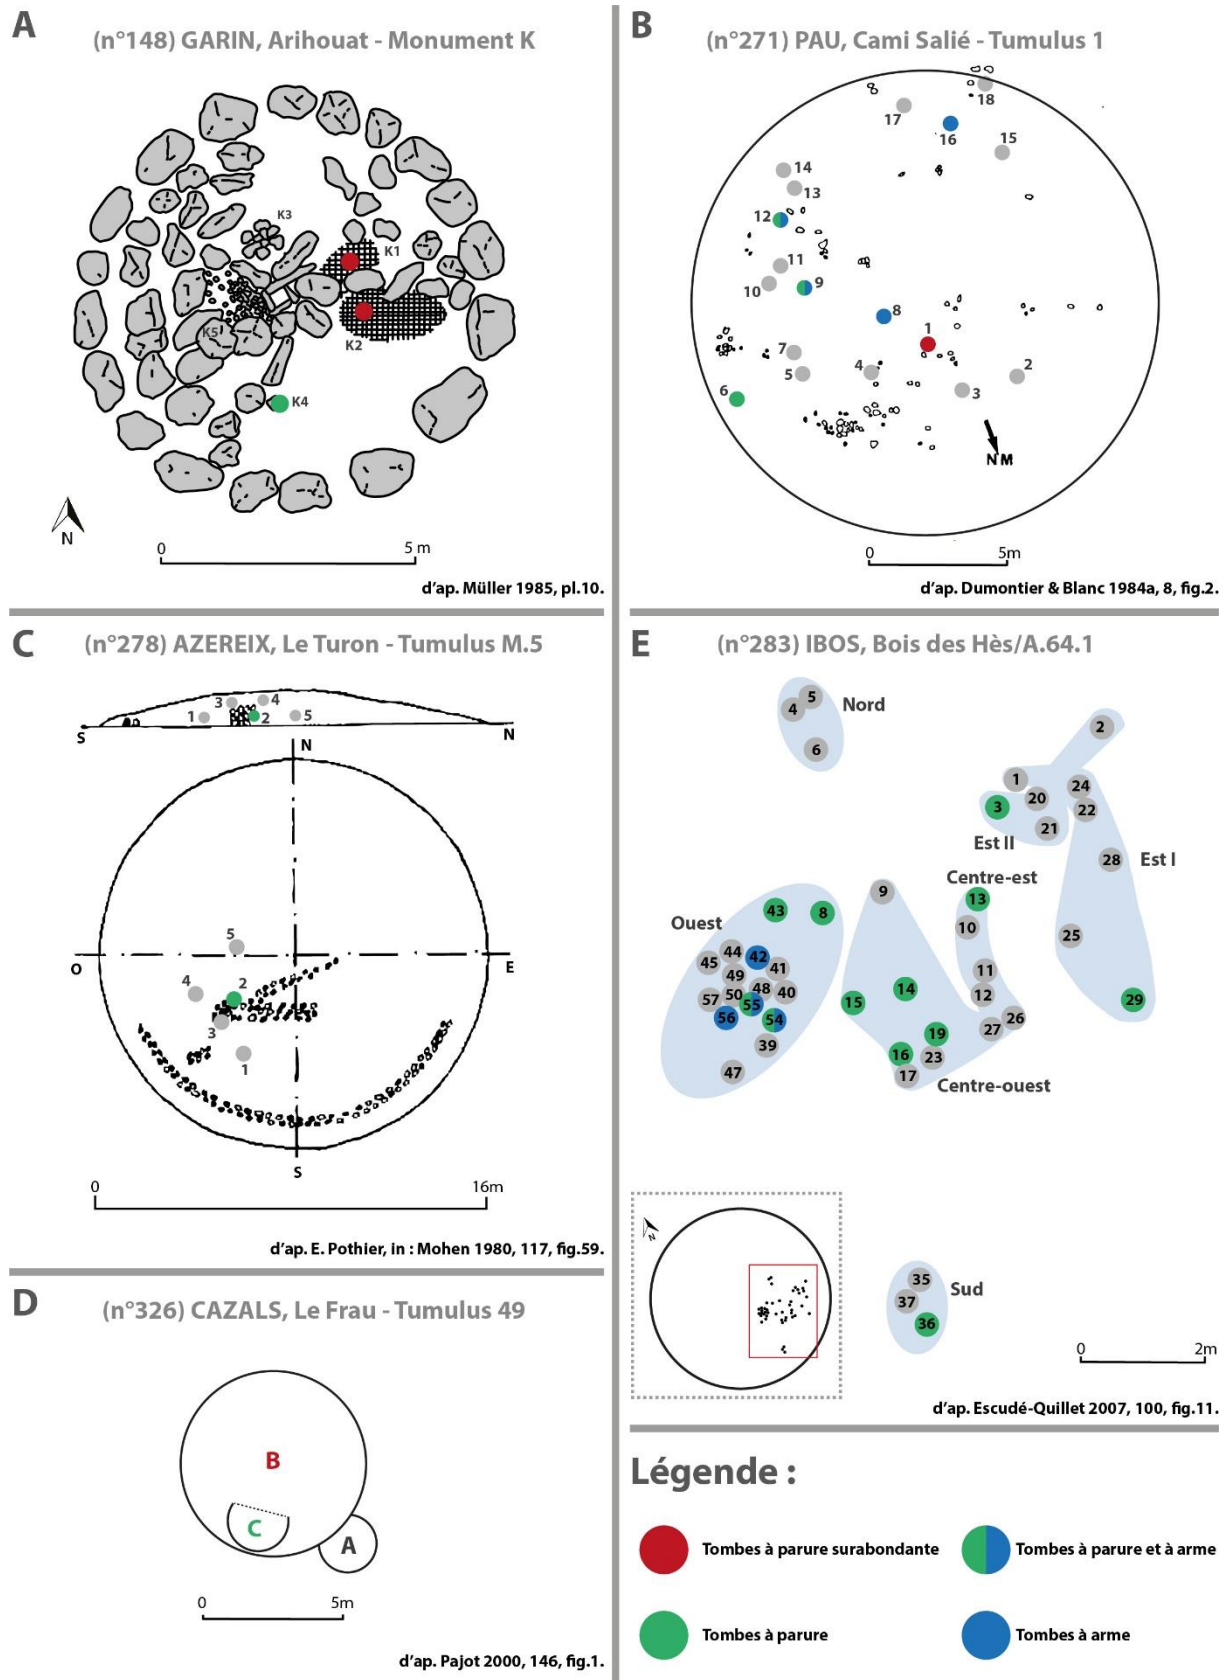 A
(n°148) GARIN, Arihouat - Monument K
K3
K1
K2
K5
K4
N
0 5 m
d'ap. Müller 1985, pl.10.
B
(n°271) PAU, Cami Salié - Tumulus 1
18
17
16
15
14
13
12
11
10
9
8
1
7
5
4
2
3
6
N M
0 5m
d'ap. Dumontier & Blanc 1984a, 8, fig.2.
C
(n°278) AZEREIX, Le Turon - Tumulus M.5
3 4
1 2 5
S N
N
5
O E
4 2
3
1
S
0 16m
d'ap. E. Pothier, in : Mohen 1980, 117, fig.59.
D
(n°326) CAZALS, Le Frau - Tumulus 49
B
C
A
0 5m
d'ap. Pajot 2000, 146, fig.1.
E
(n°283) IBOS, Bois des Hès/A.64.1
5
4 Nord
6
2
1
24
20
3
22
21
Est II
28 Est I
Centre-est
9
13
43 8
Ouest
10
25
44
42
45
41
49
11
14
48
50
40
12
57
55
15
29
56
54
26
27
19
39
16
23
47
17
Centre-ouest
N
35 Sud
37
36
0 2m
d'ap. Escudé-Quillet 2007, 100, fig.11.
Légende :
Tombes à parure surabondante
Tombes à parure et à arme
Tombes à parure
Tombes à arme